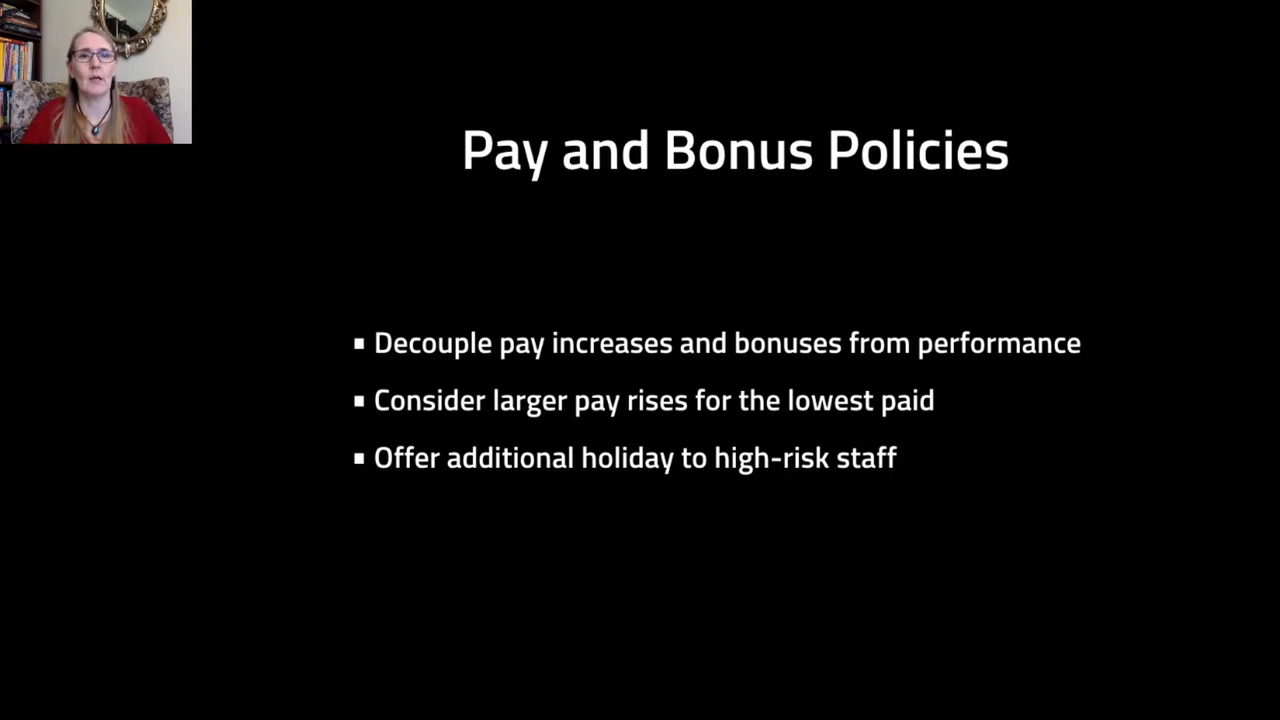 Pay and Bonus Policies
▪ Decouple pay increases and bonuses from performance
▪ Consider larger pay rises for the lowest paid
▪ Offer additional holiday to high-risk staff